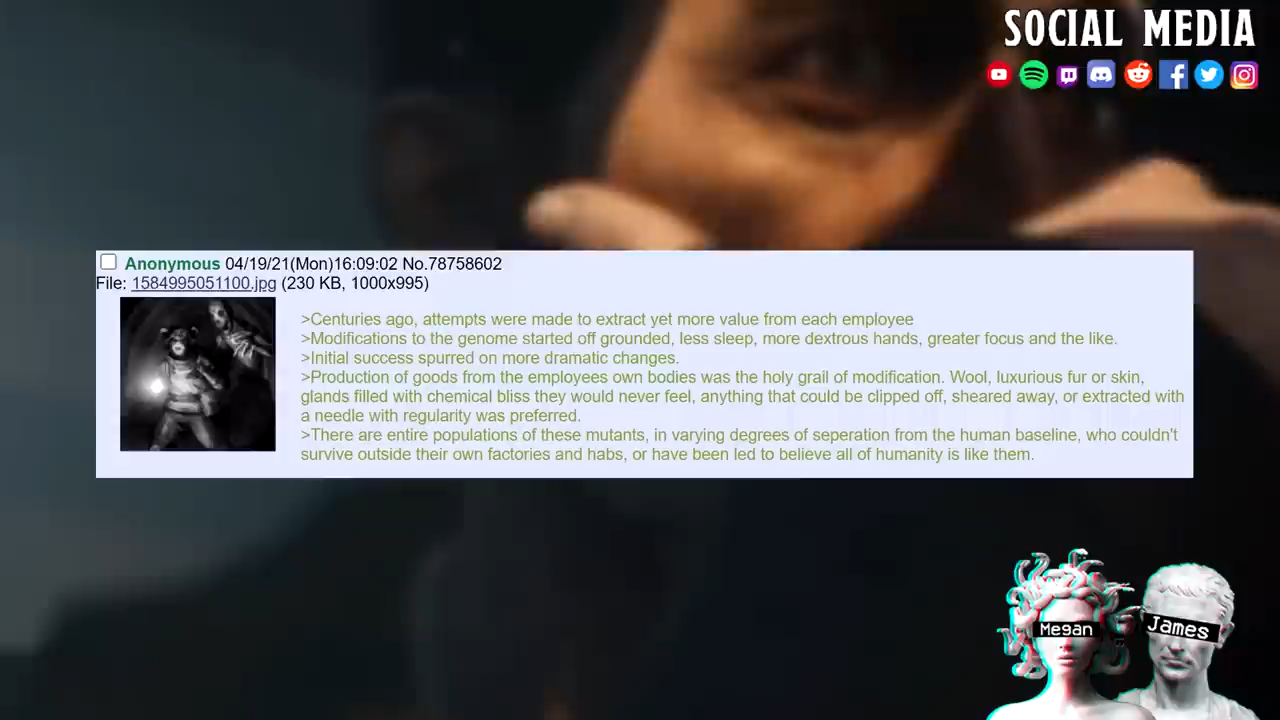 SOCIAL MEDIA
Anonymous 04/19/21(Mon)16:09:02 No.78758602
File: 1584995051100.jpg (230 KB, 1000x995)
>Centuries ago, attempts were made to extract yet more value from each employee
>Modifications to the genome started off grounded, less sleep, more dextrous hands, greater focus and the like.
>Initial success spurred on more dramatic changes.
>Production of goods from the employees own bodies was the holy grail of modification. Wool, luxurious fur or skin,
glands filled with chemical bliss they would never feel, anything that could be clipped off, sheared away, or extracted with
a needle with regularity was preferred.
>There are entire populations of these mutants, in varying degrees of seperation from the human baseline, who couldn't
survive outside their own factories and habs, or have been led to believe all of humanity is like them.
Megan
James